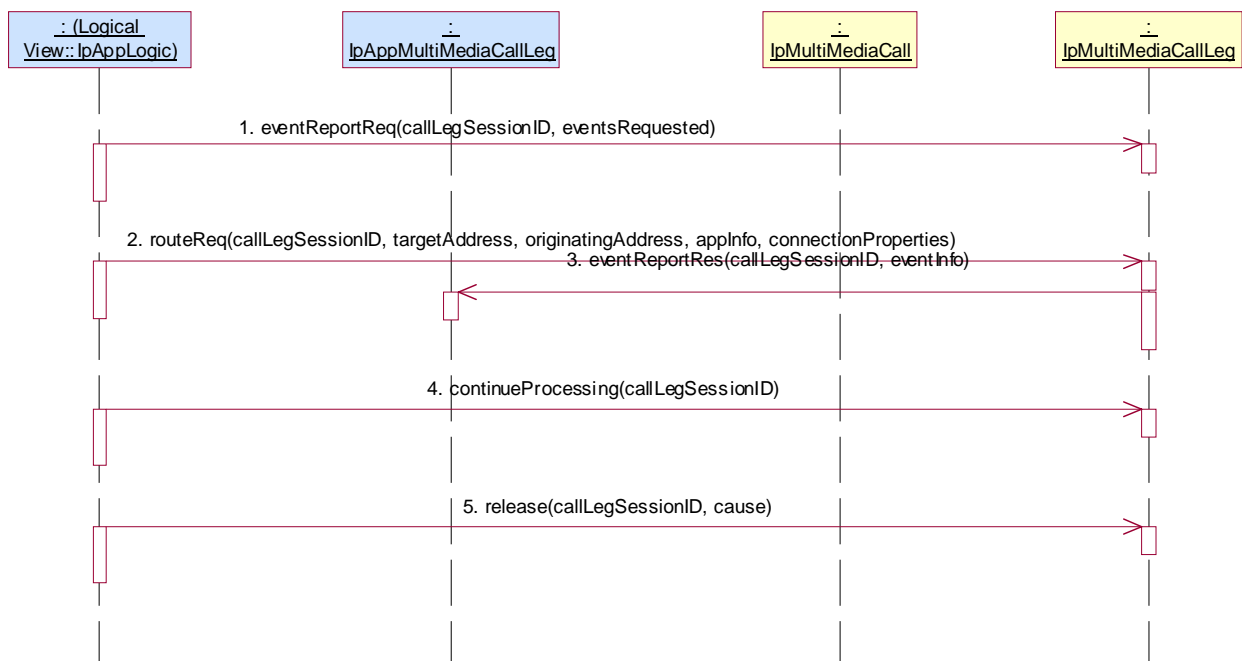 : (Logical
View::IpAppLogic)
:
IpAppMultiMediaCallLeg
:
IpMultiMediaCall
:
IpMultiMediaCallLeg
1. eventReportReq(callLegSessionID, eventsRequested)
2. routeReq(callLegSessionID, targetAddress, originatingAddress, appInfo, connectionProperties)
3. eventReportRes(callLegSessionID, eventInfo)
4. continueProcessing(callLegSessionID)
5. release(callLegSessionID, cause)